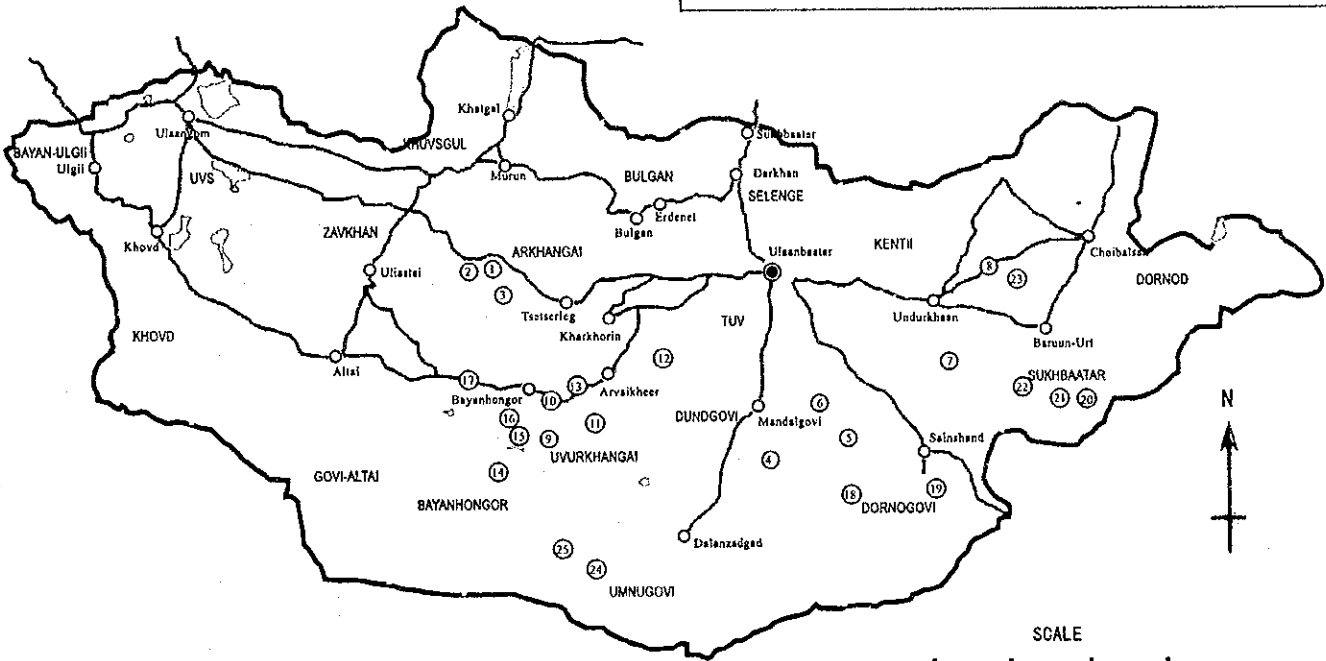 Khatgal
Ulaangom
Sukhbaatar
KHUVSGUL
BAYAN-ULGII
Ulgii
UVS
Murun
BULGAN
Darkhan
SELENGE
Erdenet
Bulgan
Khovd
ZAVKHAN
ARKHANGAI
KENTII
Choibalsa
Ulaanbaatar
Uliastai
2
1
3
8
23
DORNOD
Tsetserleg
Kharkhorin
TUV
Undurkhaan
Baruun-Urt
KHOVD
Altai
12
7
17
Bayanhongor
10
13
Arvaikheer
22
SUKHBAATAR
21
20
N
16
11
DUNDGOVI
6
Mandalgovi
15
9
UVURKHANGAI
5
Sainshand
4
GOVI-ALTAI
14
BAYANHONGOR
18
DORNOGOVI
19
Dalanzadgad
25
24
UMNUGOVI
SCALE